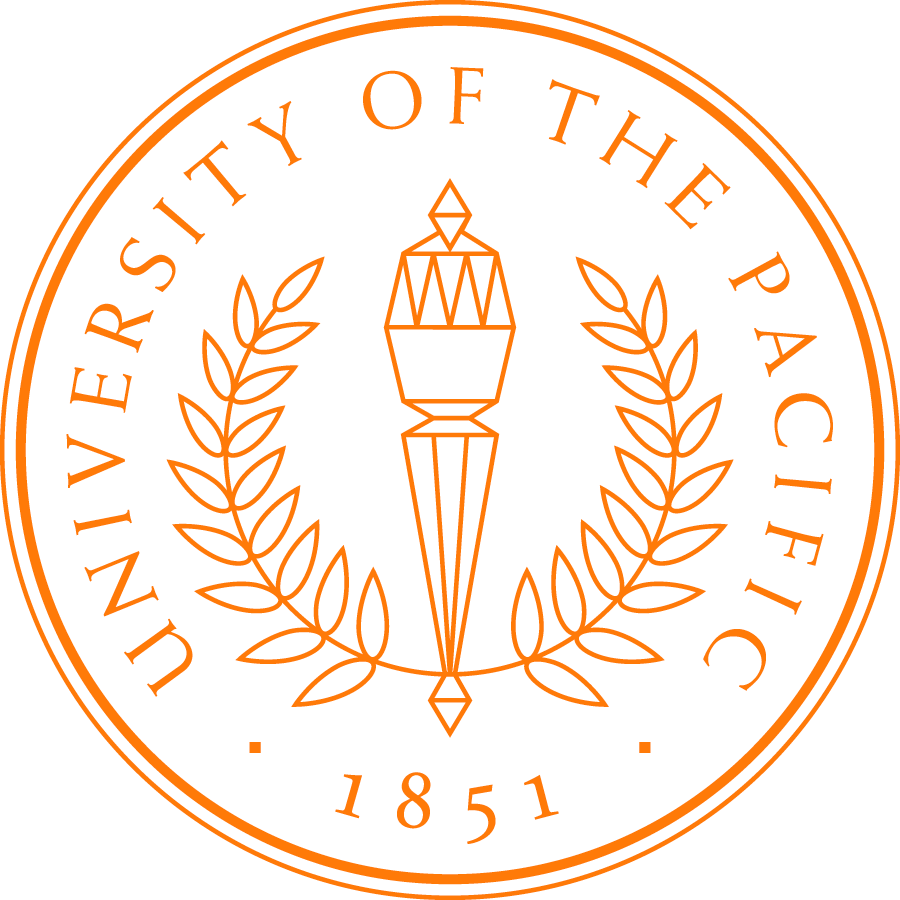 UNIVERSITY OF THE PACIFIC
1851